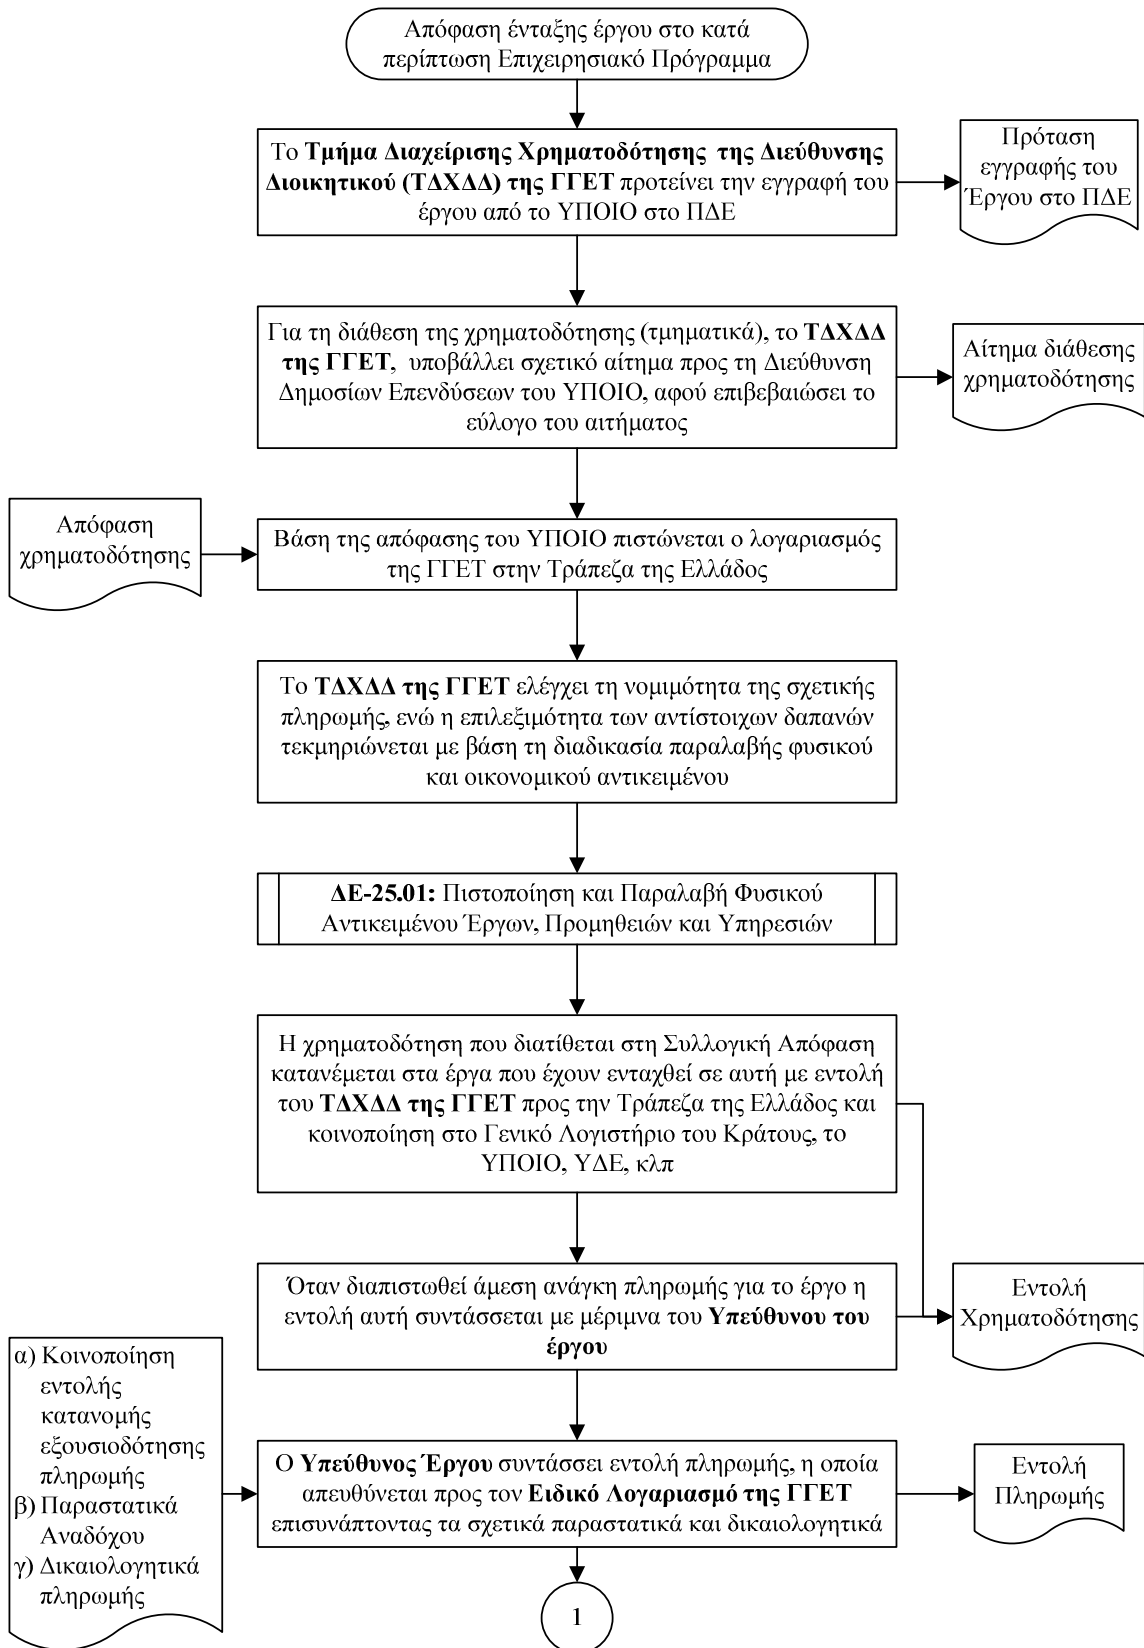 Απόφαση ένταξης έργου στο κατά
περίπτωση Επιχειρησιακό Πρόγραμμα
Το Τμήμα Διαχείρισης Χρηματοδότησης της Διεύθυνσης
Διοικητικού (ΤΔΧΔΔ) της ΓΓΕΤ προτείνει την εγγραφή του
έργου από το ΥΠΟΙΟ στο ΠΔΕ
Πρόταση
εγγραφής του
Έργου στο ΠΔΕ
Για τη διάθεση της χρηματοδότησης (τμηματικά), το ΤΔΧΔΔ
της ΓΓΕΤ, υποβάλλει σχετικό αίτημα προς τη Διεύθυνση
Δημοσίων Επενδύσεων του ΥΠΟΙΟ, αφού επιβεβαιώσει το
εύλογο του αιτήματος
Αίτημα διάθεσης
χρηματοδότησης
Απόφαση
χρηματοδότησης
Βάση της απόφασης του ΥΠΟΙΟ πιστώνεται ο λογαριασμός
της ΓΓΕΤ στην Τράπεζα της Ελλάδος
Το ΤΔΧΔΔ της ΓΓΕΤ ελέγχει τη νομιμότητα της σχετικής
πληρωμής, ενώ η επιλεξιμότητα των αντίστοιχων δαπανών
τεκμηριώνεται με βάση τη διαδικασία παραλαβής φυσικού
και οικονομικού αντικειμένου
ΔΕ-25.01: Πιστοποίηση και Παραλαβή Φυσικού
Αντικειμένου Έργων, Προμηθειών και Υπηρεσιών
Η χρηματοδότηση που διατίθεται στη Συλλογική Απόφαση
κατανέμεται στα έργα που έχουν ενταχθεί σε αυτή με εντολή
του ΤΔΧΔΔ της ΓΓΕΤ προς την Τράπεζα της Ελλάδος και
κοινοποίηση στο Γενικό Λογιστήριο του Κράτους, το
ΥΠΟΙΟ, ΥΔΕ, κλπ
Όταν διαπιστωθεί άμεση ανάγκη πληρωμής για το έργο η
εντολή αυτή συντάσσεται με μέριμνα του Υπεύθυνου του
έργου
Εντολή
Χρηματοδότησης
α) Κοινοποίηση
εντολής
κατανομής
εξουσιοδότησης
πληρωμής
β) Παραστατικά
Αναδόχου
γ) Δικαιολογητικά
πληρωμής
Ο Υπεύθυνος Έργου συντάσσει εντολή πληρωμής, η οποία
απευθύνεται προς τον Ειδικό Λογαριασμό της ΓΓΕΤ
επισυνάπτοντας τα σχετικά παραστατικά και δικαιολογητικά
Εντολή
Πληρωμής
1